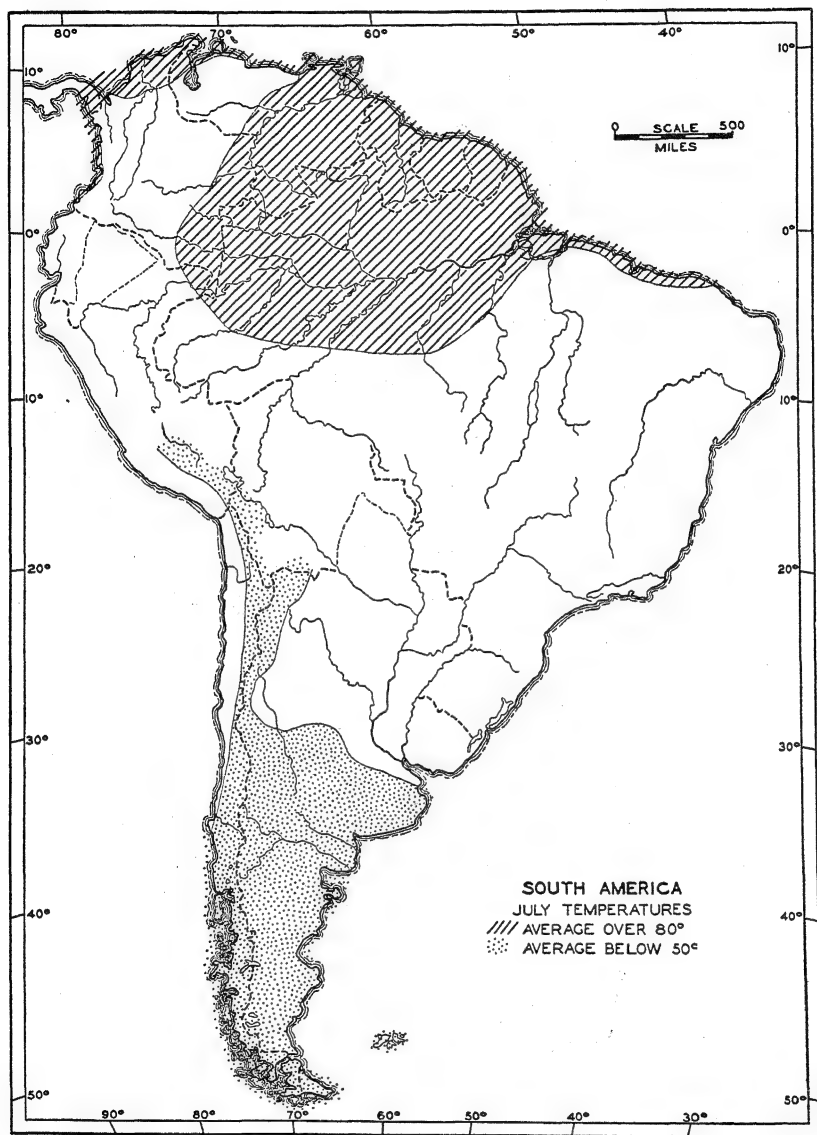 80° 70° 60° 50° 40°
10° 10°
0 SCALE 500
MILES
0° 0°
10° 10°
20° 20°
30° 30°
SOUTH AMERICA
JULY TEMPERATURES
AVERAGE OVER 80°
AVERAGE BELOW 50°
40° 40°
50° 50°
90° 80° 70° 60° 50° 40° 30°